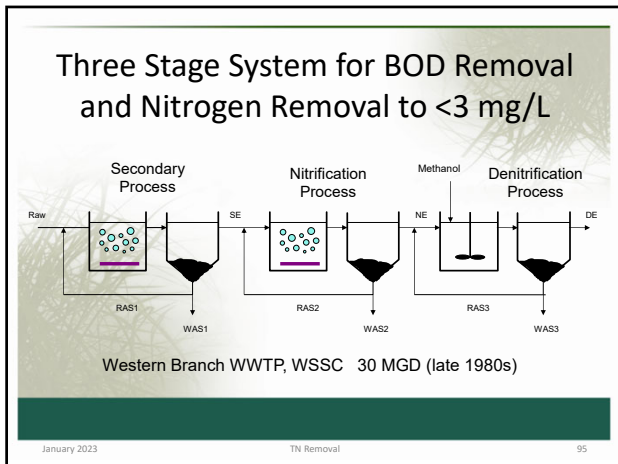 Three Stage System for BOD Removal
and Nitrogen Removal to <3 mg/L
Secondary
Process
Nitrification
Process
Methanol
Denitrification
Process
Raw
SE
NE
DE
RAS1
RAS2
RAS3
WAS1
WAS2
WAS3
Western Branch WWTP, WSSC 30 MGD (late 1980s)
January 2023
TN Removal
95